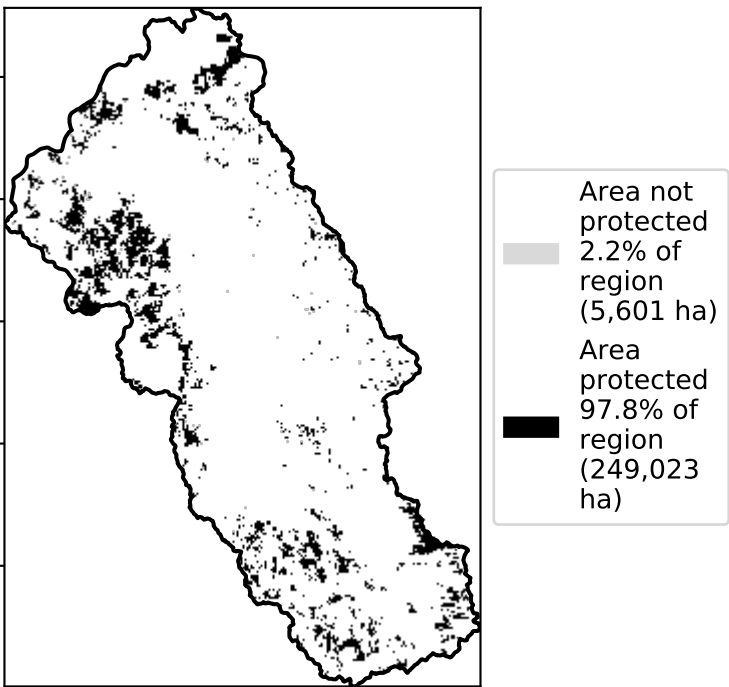 Area not
protected
2.2% of
region
(5,601 ha)
Area
protected
97.8% of
region
(249,023
ha)